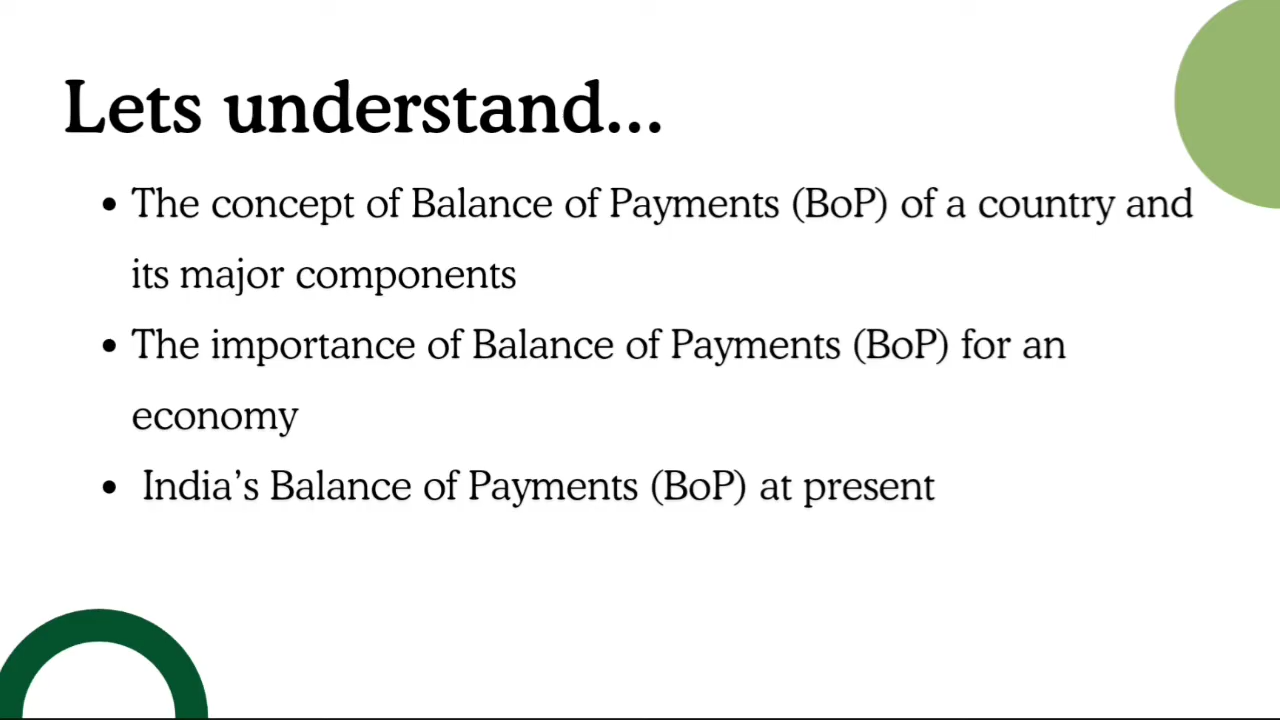 Lets understand...
• The concept of Balance of Payments (BoP) of a country and
its major components
• The importance of Balance of Payments (BoP) for an
economy
• India’s Balance of Payments (BoP) at present